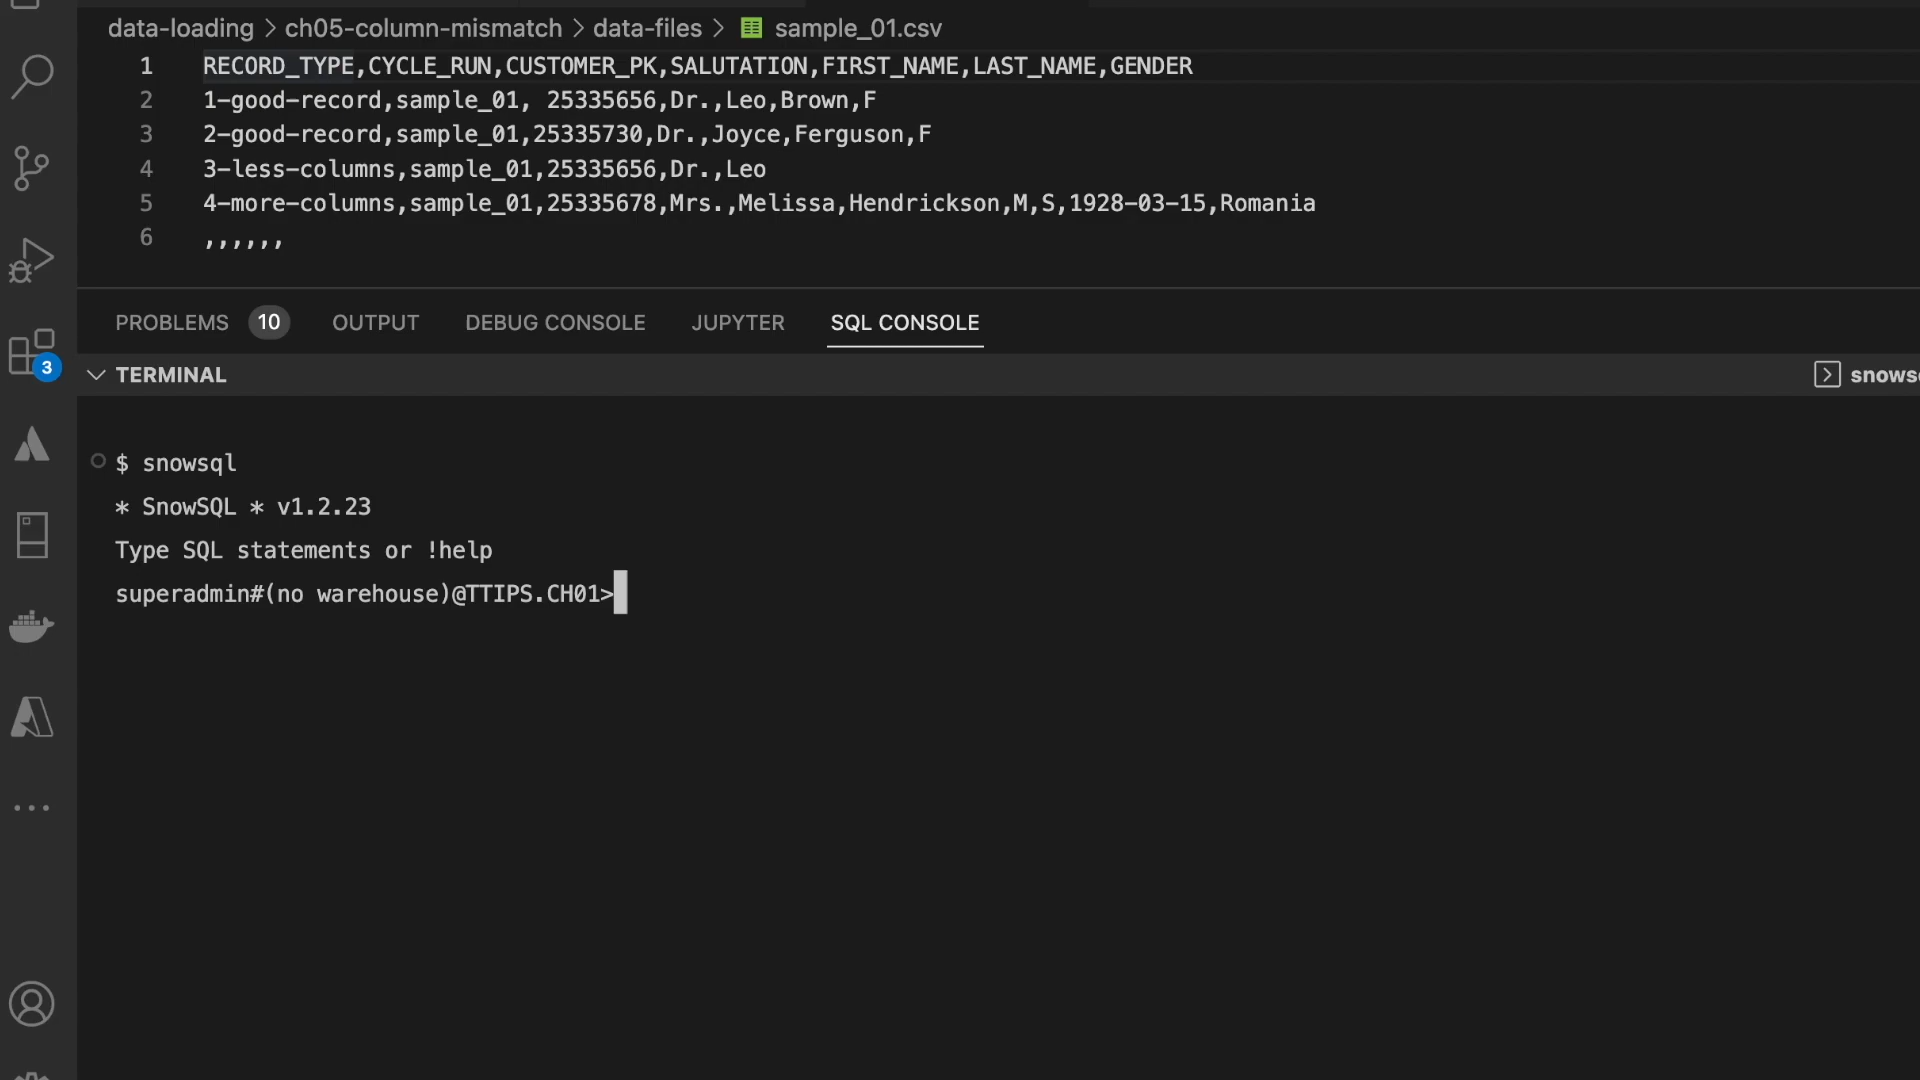 data-loading > ch05-column-mismatch > data-files > sample_01.csv
1 RECORD_TYPE,CYCLE_RUN,CUSTOMER_PK,SALUTATION,FIRST_NAME,LAST_NAME,GENDER
2 1-good-record,sample_01, 25335656,Dr.,Leo,Brown,F
3 2-good-record,sample_01,25335730,Dr.,Joyce,Ferguson,F
4 3-less-columns,sample_01,25335656,Dr.,Leo
5 4-more-columns,sample_01,25335678,Mrs.,Melissa,Hendrickson,M,S,1928-03-15,Romania
6 ,,,,,,
PROBLEMS 10 OUTPUT DEBUG CONSOLE JUPYTER SQL CONSOLE
3
TERMINAL snows
$ snowsql
* SnowSQL * v1.2.23
Type SQL statements or !help
superadmin#(no warehouse)@TTIPS.CH01>